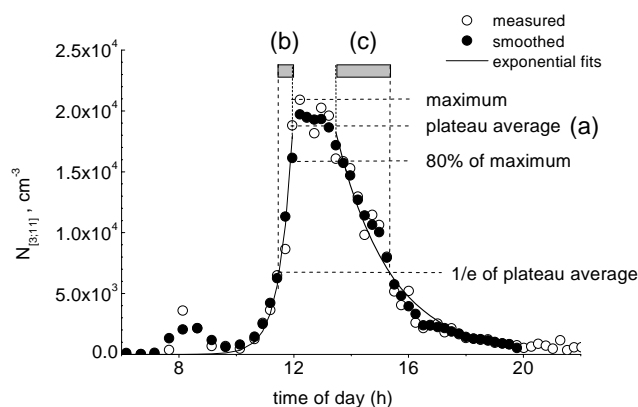 measured
smoothed
exponential fits
(b)
(c)
2.5x10⁴
2.0x10⁴
1.5x10⁴
1.0x10⁴
5.0x10³
0.0
N[3;11] , cm⁻³
maximum
plateau average (a)
80% of maximum
1/e of plateau average
8
12
16
20
time of day (h)